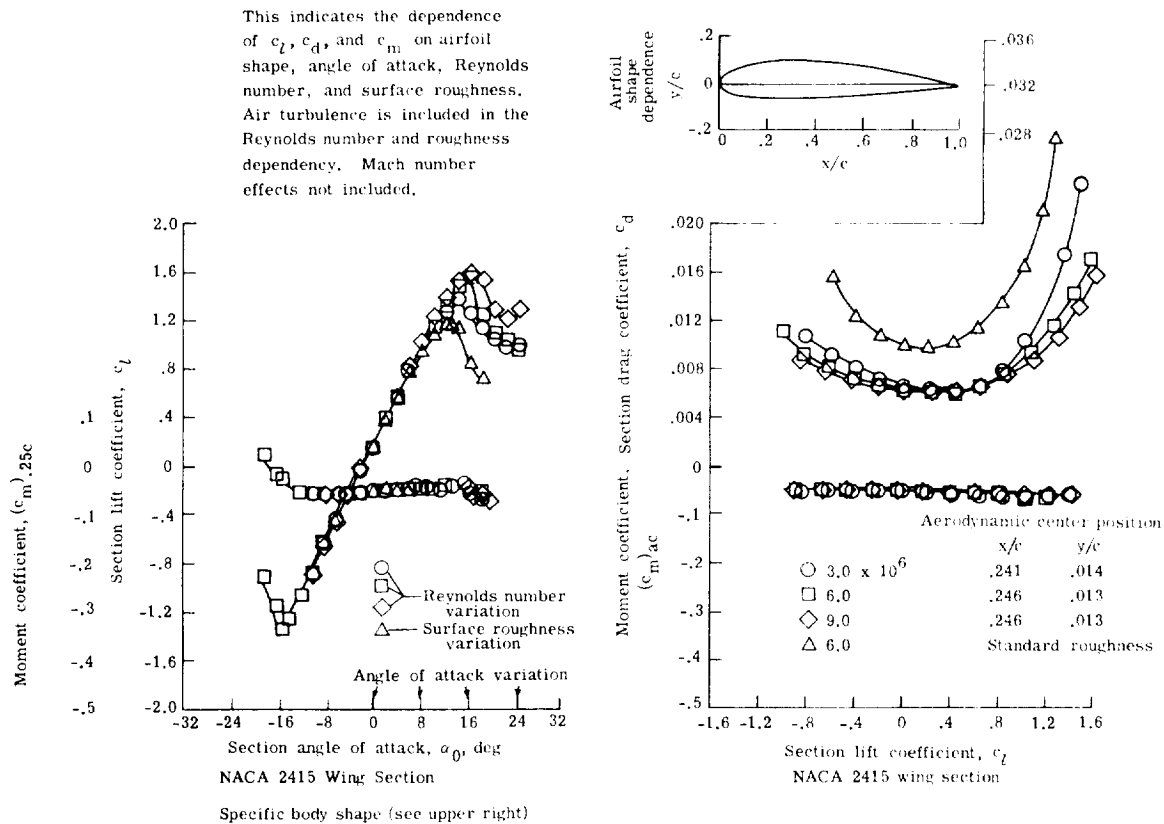 This indicates the dependence
of c_l, c_d, and c_m on airfoil
shape, angle of attack, Reynolds
number, and surface roughness.
Air turbulence is included in the
Reynolds number and roughness
dependency. Mach number
effects not included.
Airfoil
shape
dependence
y/c
.2
0
-.2
0 .2 .4 .6 .8 1.0
x/c
.036
.032
.028
Moment coefficient, (c_m).25c
.1
0
-.1
-.2
-.3
-.4
-.5
Section lift coefficient, c_l
2.0
1.6
1.2
.8
.4
0
-.4
-.8
-1.2
-1.6
-2.0
Reynolds number
variation
Surface roughness
variation
Angle of attack variation
-32 -24 -16 -8 0 8 16 24 32
Section angle of attack, α_0, deg
NACA 2415 Wing Section
Specific body shape (see upper right)
Moment coefficient, Section drag coefficient, c_d
(c_m)ac
.020
.016
.012
.008
.004
0
-.1
-.2
-.3
-.4
-.5
Aerodynamic center position
x/c y/c
3.0 x 10^6 .241 .014
6.0 .246 .013
9.0 .246 .013
6.0 Standard roughness
-1.6 -1.2 -.8 -.4 0 .4 .8 1.2 1.6
Section lift coefficient, c_l
NACA 2415 wing section